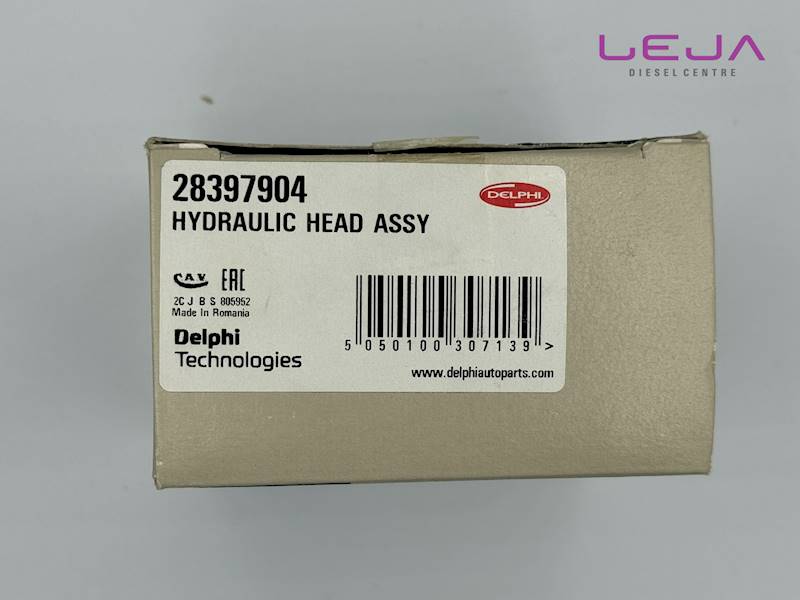 LEJA
DIESEL CENTRE
28397904
HYDRAULIC HEAD ASSY
DELPHI
C.A.V. EAC
2C J B S 805952
Made In Romania
Delphi
Technologies
5 050100 307139 >
www.delphiautoparts.com